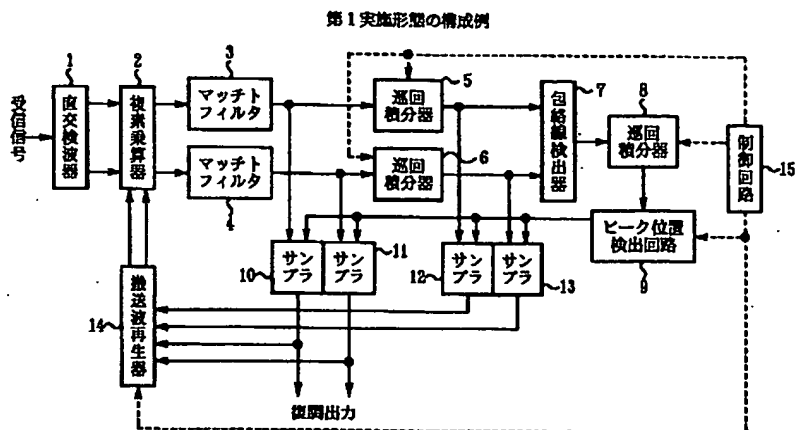 第1実施形態の構成例
受信信号
1
直交検波器
2
複素乗算器
3
マッチト
フィルタ
マッチト
フィルタ
4
5
巡回
積分器
6
巡回
積分器
7
包絡線検出器
8
巡回
積分器
制御回路
15
ピーク位置
検出回路
9
10
サン
プラ
サン
プラ
11
12
サン
プラ
サン
プラ
13
14
搬送波再生器
復調出力